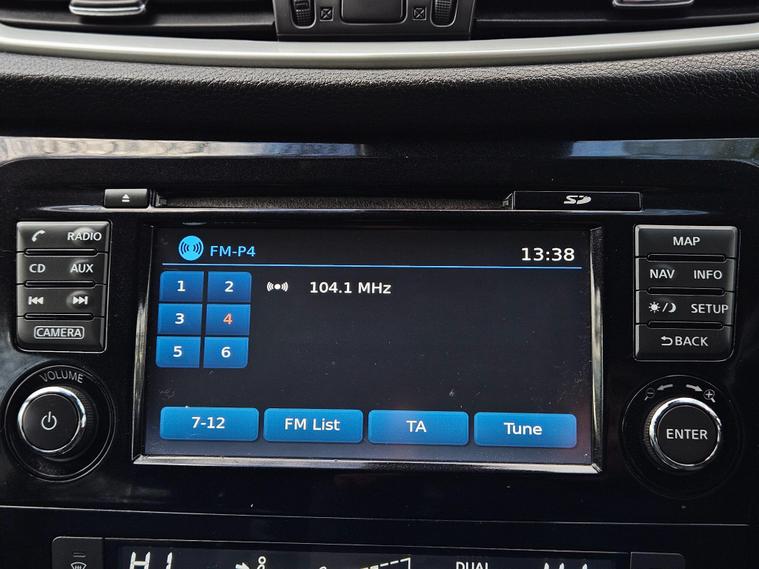 SD
RADIO
CD AUX
CAMERA
VOLUME
FM-P4 13:38
1 2 104.1 MHz
3 4
5 6
7-12 FM List TA Tune
MAP
NAV INFO
SETUP
BACK
ENTER
DUAL